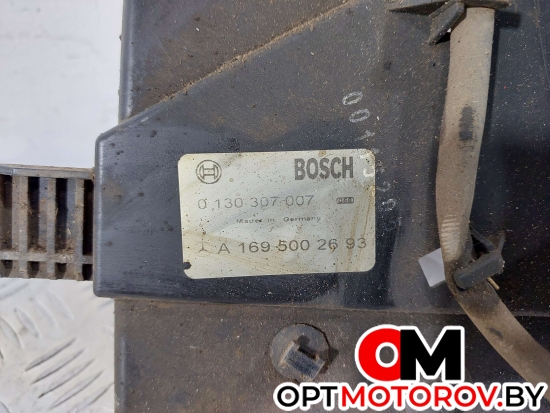 BOSCH
0 130 307 007
Made in Germany
A 169 500 26 93
OM
OPTMOTOROV.BY